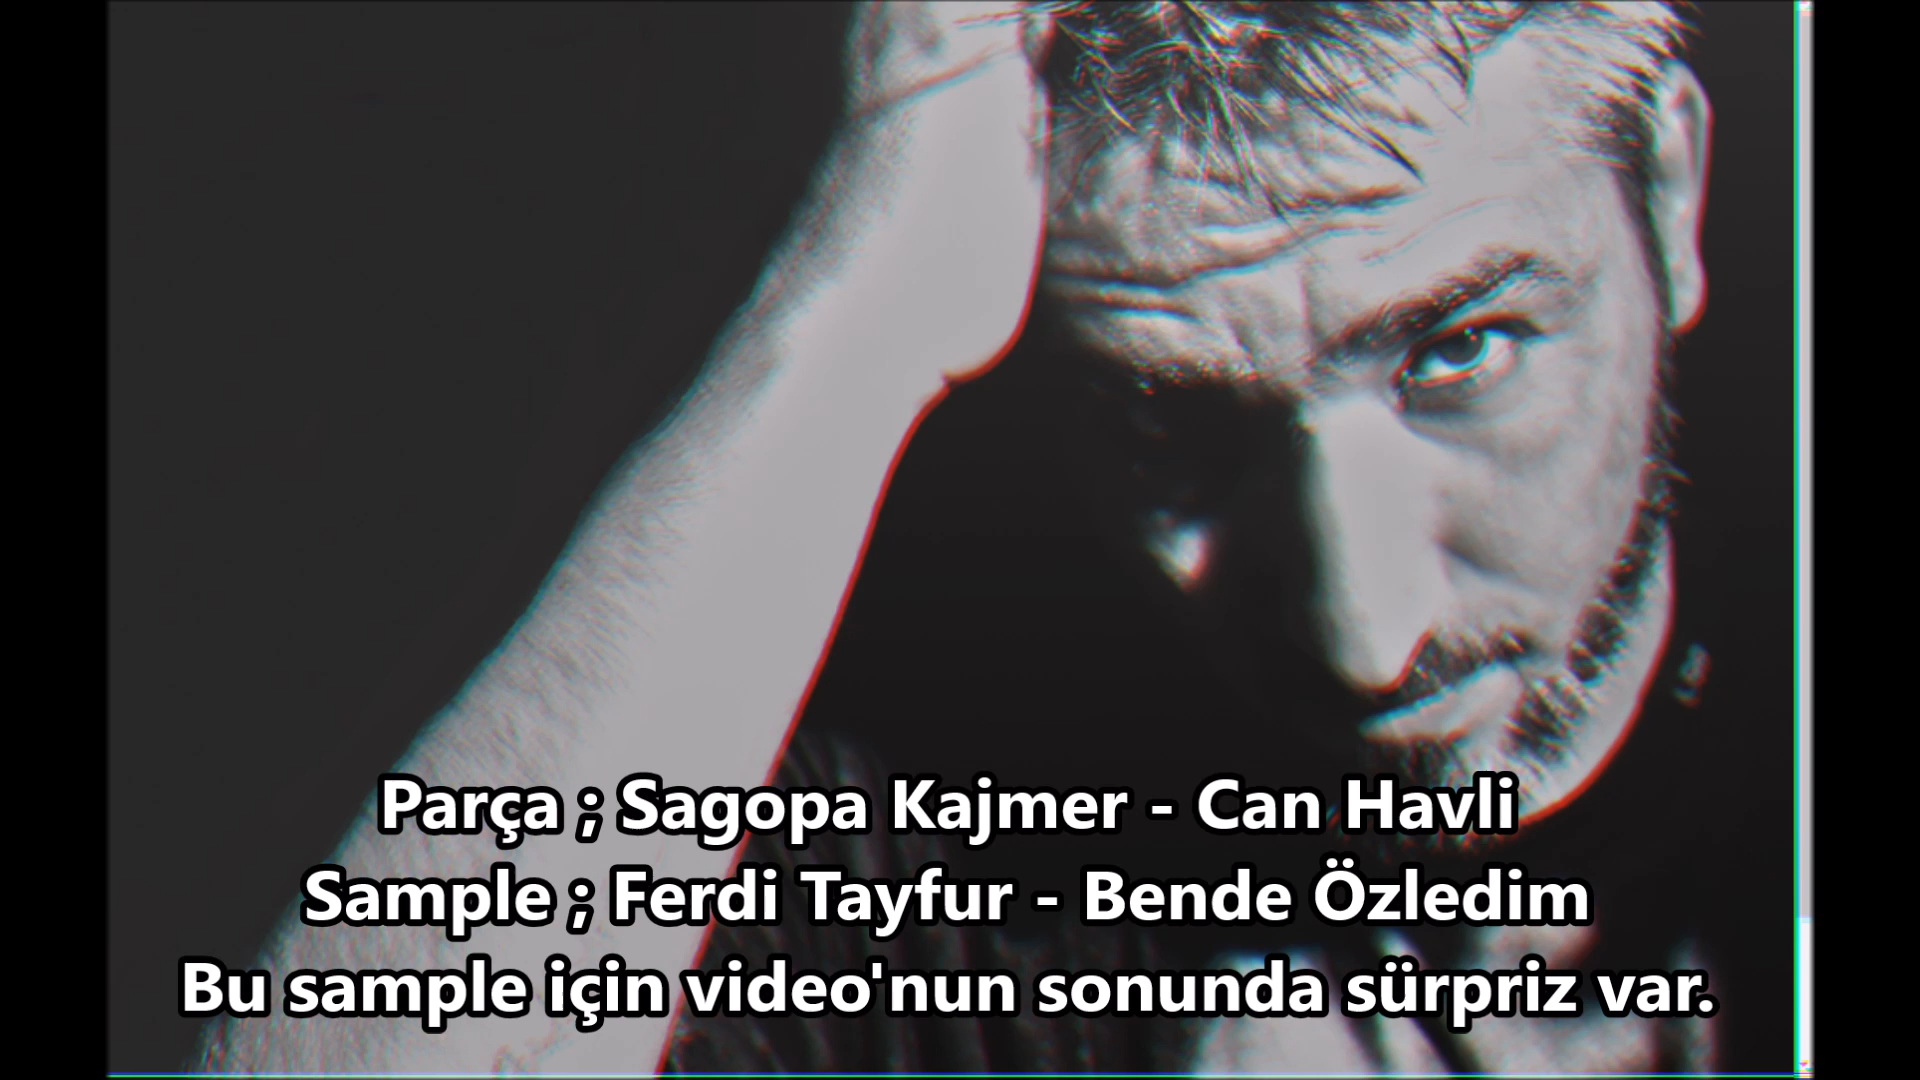 Parça ; Sagopa Kajmer - Can Havli
Sample ; Ferdi Tayfur - Bende Özledim
Bu sample için video'nun sonunda sürpriz var.